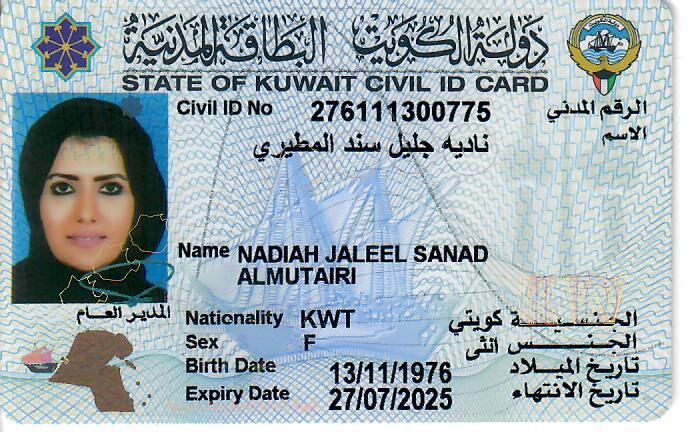 دولة الكويت البطاقة المدنية
STATE OF KUWAIT CIVIL ID CARD
Civil ID No 276111300775 الرقم المدني
الاسم
ناديه جليل سند المطيري
Name NADIAH JALEEL SANAD
ALMUTAIRI
المدير العام
Nationality KWT الجنسيـــة كويتي
Sex F الجنـــس انثى
Birth Date 13/11/1976 تاريخ الميلاد
Expiry Date 27/07/2025 تاريخ الانتهاء